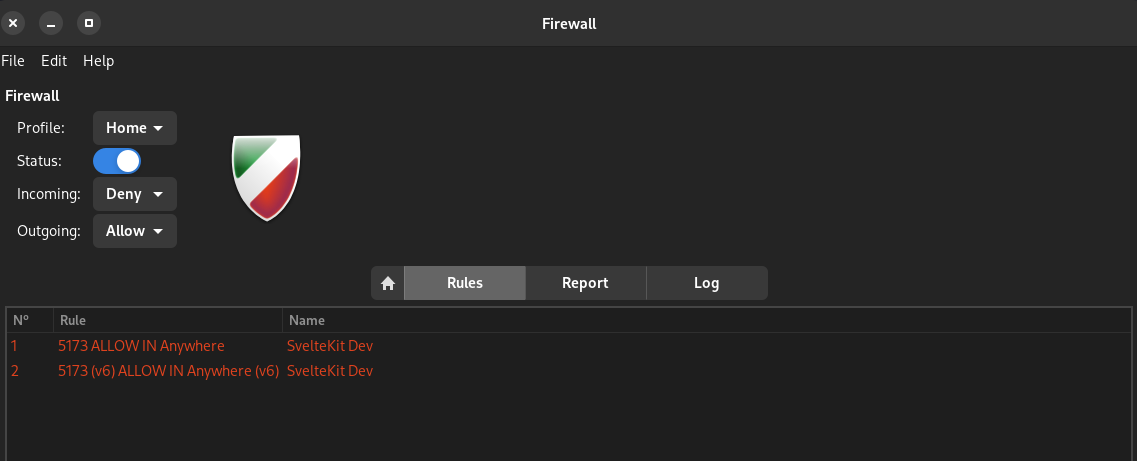 Firewall
File Edit Help
Firewall
Profile: Home
Status:
Incoming: Deny
Outgoing: Allow
Rules Report Log
Nº Rule Name
1 5173 ALLOW IN Anywhere SvelteKit Dev
2 5173 (v6) ALLOW IN Anywhere (v6) SvelteKit Dev